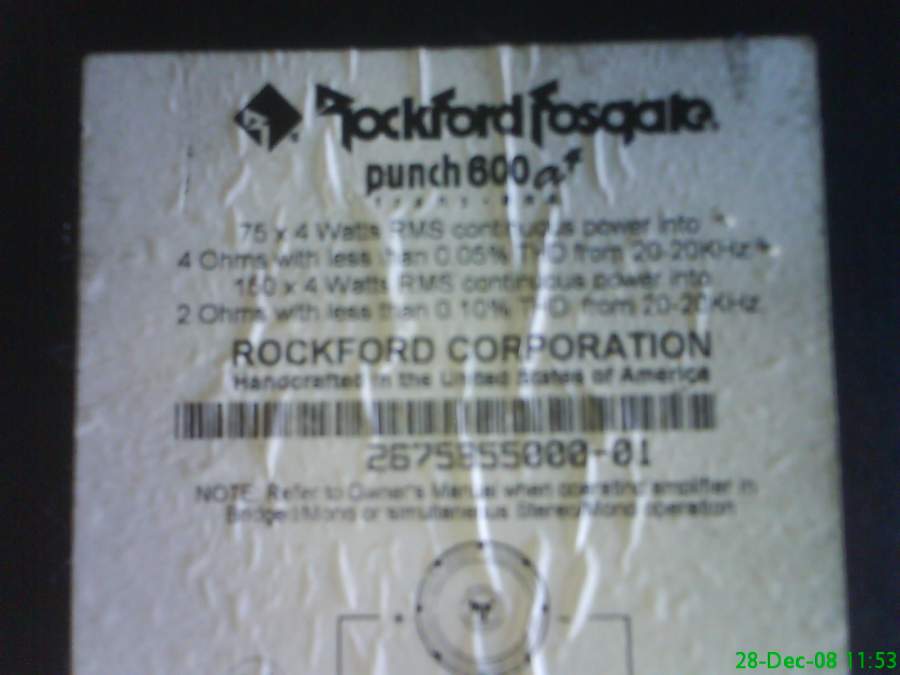 Rockford Fosgate
punch 600 a4
75 x 4 Watts RMS continuous power into
4 Ohms with less than 0.05% THD from 20-20KHz
150 x 4 Watts RMS continuous power into
2 Ohms with less than 0.10% THD from 20-20KHz
ROCKFORD CORPORATION
Handcrafted in the United States of America
NOTE: Refer to Owner's Manual when operating amplifier in
Bridged/Mono or simultaneous Stereo/Mono operation
28-Dec-08 11:53